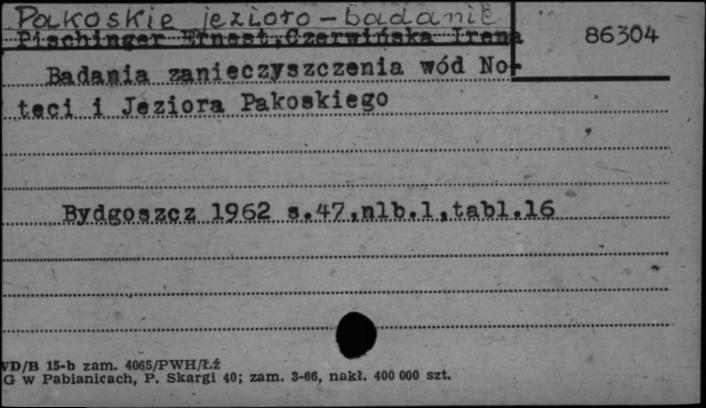 Pakoskie jezioro - badanie
86304
Pischinger Ernest, Czerwińska Irena
Badania zanieczyszczenia wód No-
teci i Jeziora Pakoskiego
Bydgoszcz 1962 s.47,nlb.1,tabl.16
WD/B 15-b zam. 4065/PWH/Łź
G w Pabianicach, P. Skargi 40; zam. 3-66, nakł. 400 000 szt.